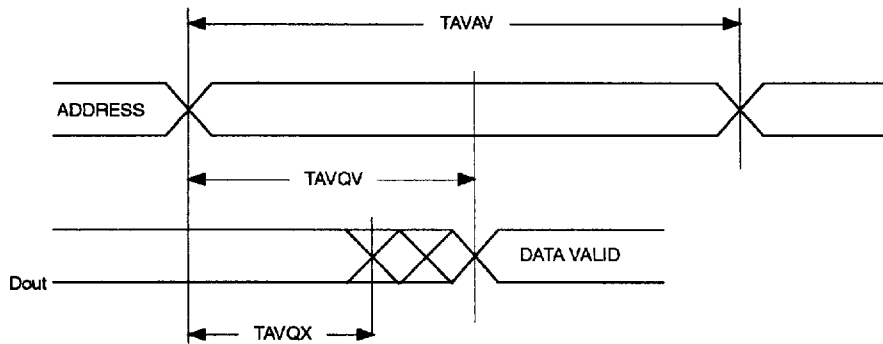 TAVAV
ADDRESS
TAVQV
DATA VALID
Dout
TAVQX